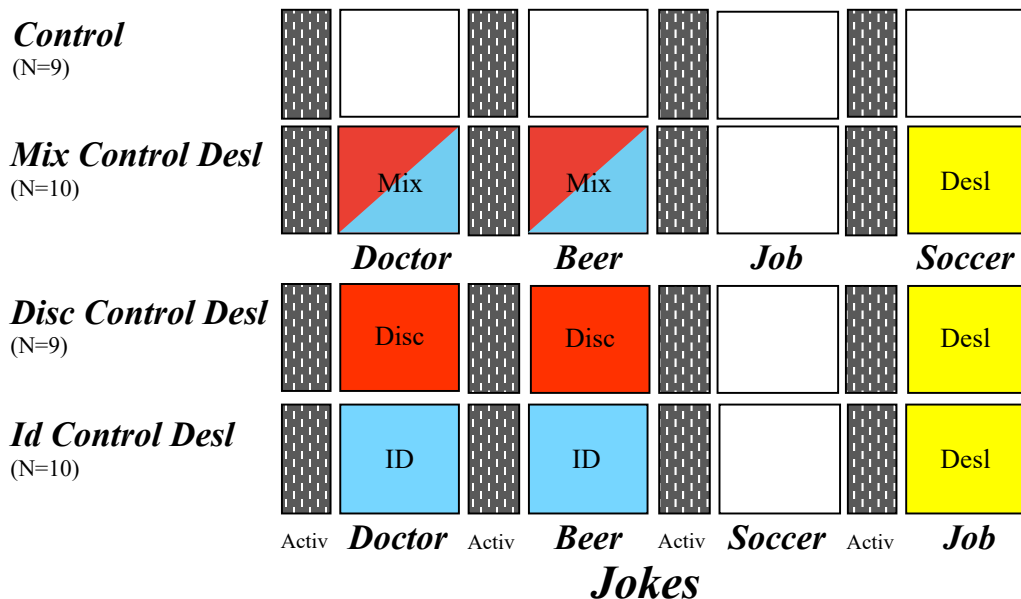 Control
(N=9)
Mix Control Desl
(N=10)
Mix Mix Desl
Doctor Beer Job Soccer
Disc Control Desl
(N=9)
Disc Disc Desl
Id Control Desl
(N=10)
ID ID Desl
Activ Doctor Activ Beer Activ Soccer Activ Job
Jokes